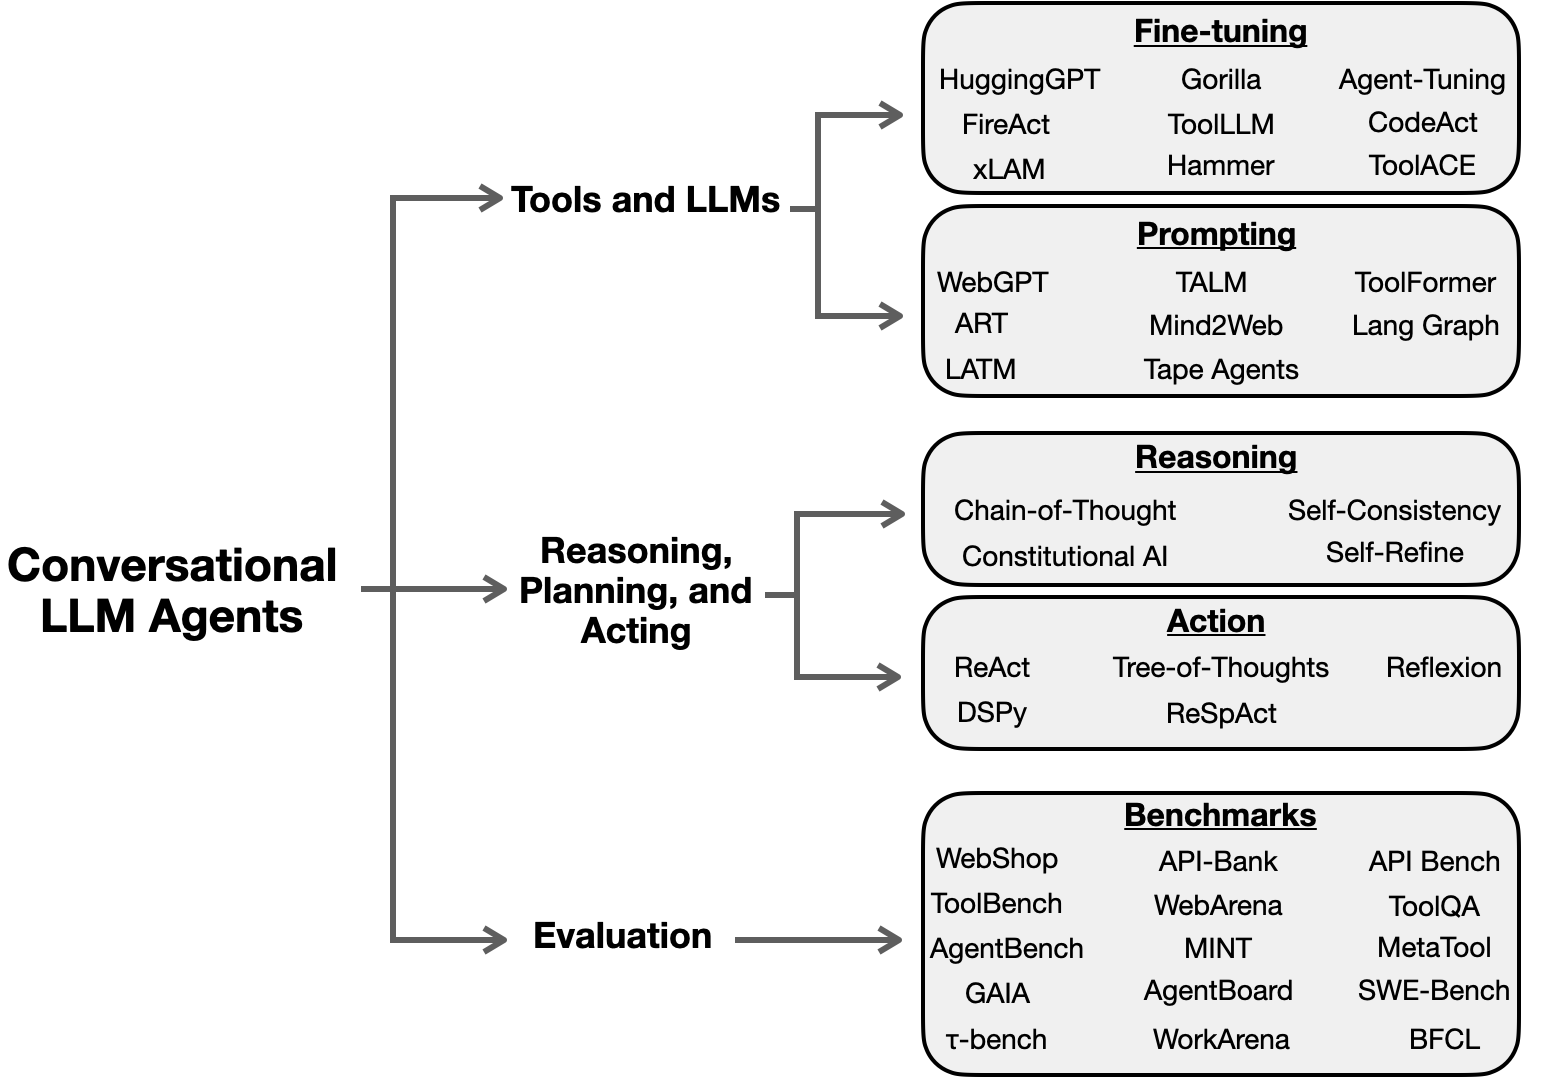 Conversational
LLM Agents
Tools and LLMs
Fine-tuning
HuggingGPT Gorilla Agent-Tuning
FireAct ToolLLM CodeAct
xLAM Hammer ToolACE
Prompting
WebGPT TALM ToolFormer
ART Mind2Web Lang Graph
LATM Tape Agents
Reasoning,
Planning, and
Acting
Reasoning
Chain-of-Thought Self-Consistency
Constitutional AI Self-Refine
Action
ReAct Tree-of-Thoughts Reflexion
DSPy ReSpAct
Evaluation
Benchmarks
WebShop API-Bank API Bench
ToolBench WebArena ToolQA
AgentBench MINT MetaTool
GAIA AgentBoard SWE-Bench
τ-bench WorkArena BFCL